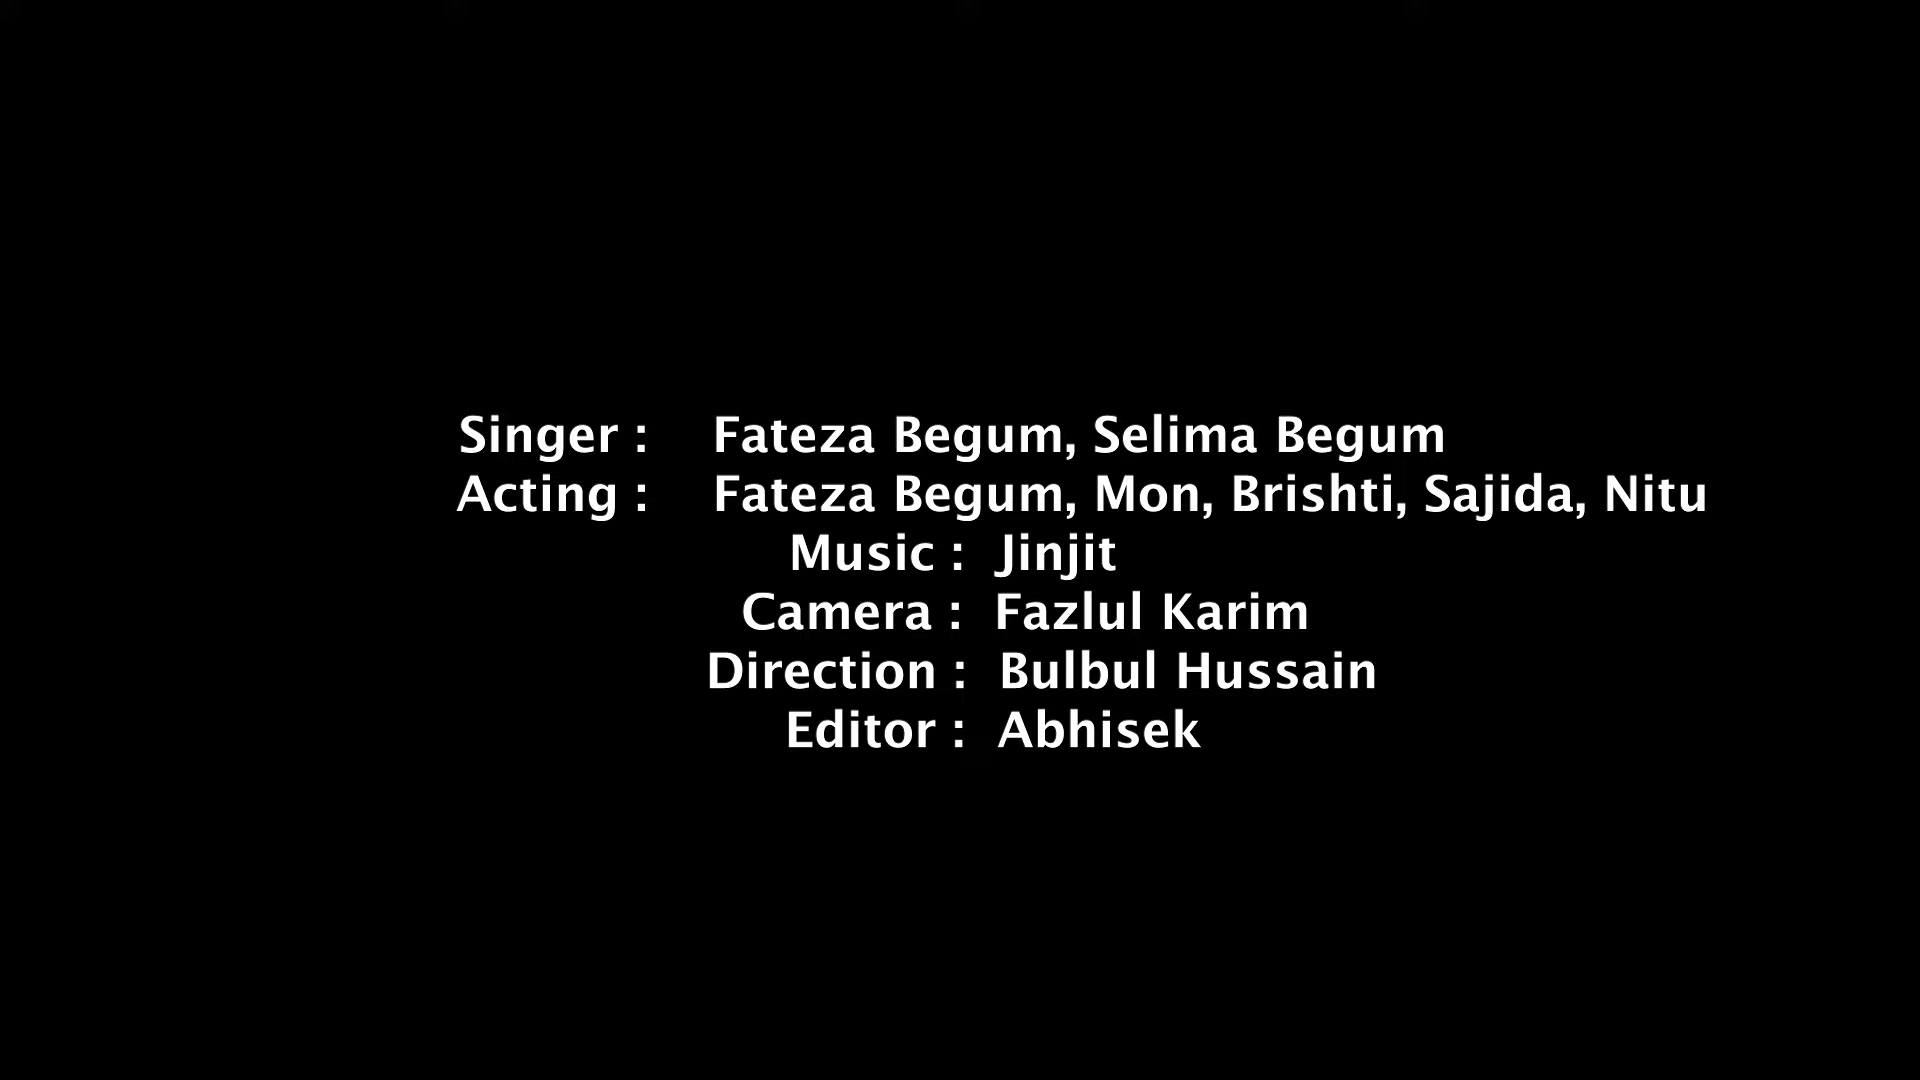 Singer : Fateza Begum, Selima Begum
Acting : Fateza Begum, Mon, Brishti, Sajida, Nitu
Music : Jinjit
Camera : Fazlul Karim
Direction : Bulbul Hussain
Editor : Abhisek